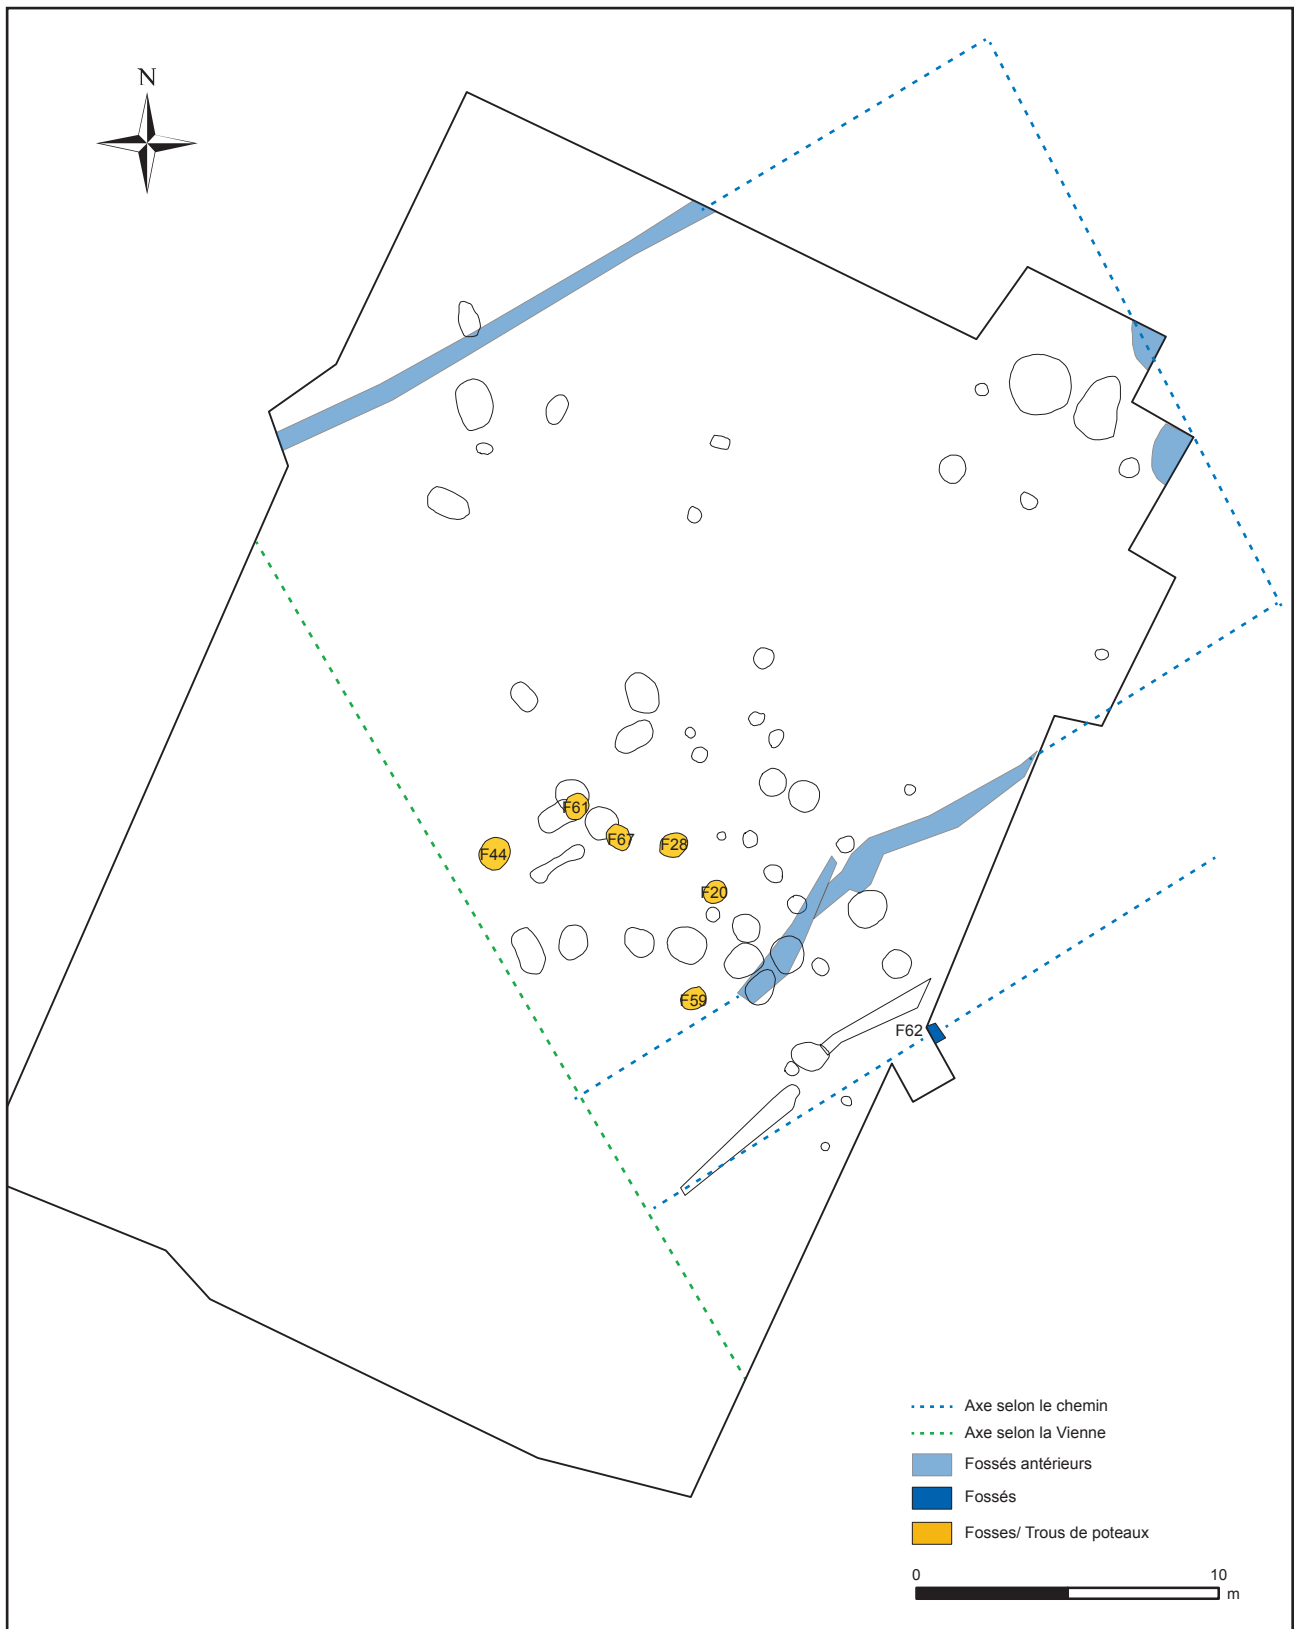 N
F61
F67
F28
F44
F20
F59
F62
Axe selon le chemin
Axe selon la Vienne
Fossés antérieurs
Fossés
Fosses/ Trous de poteaux
0 10
m